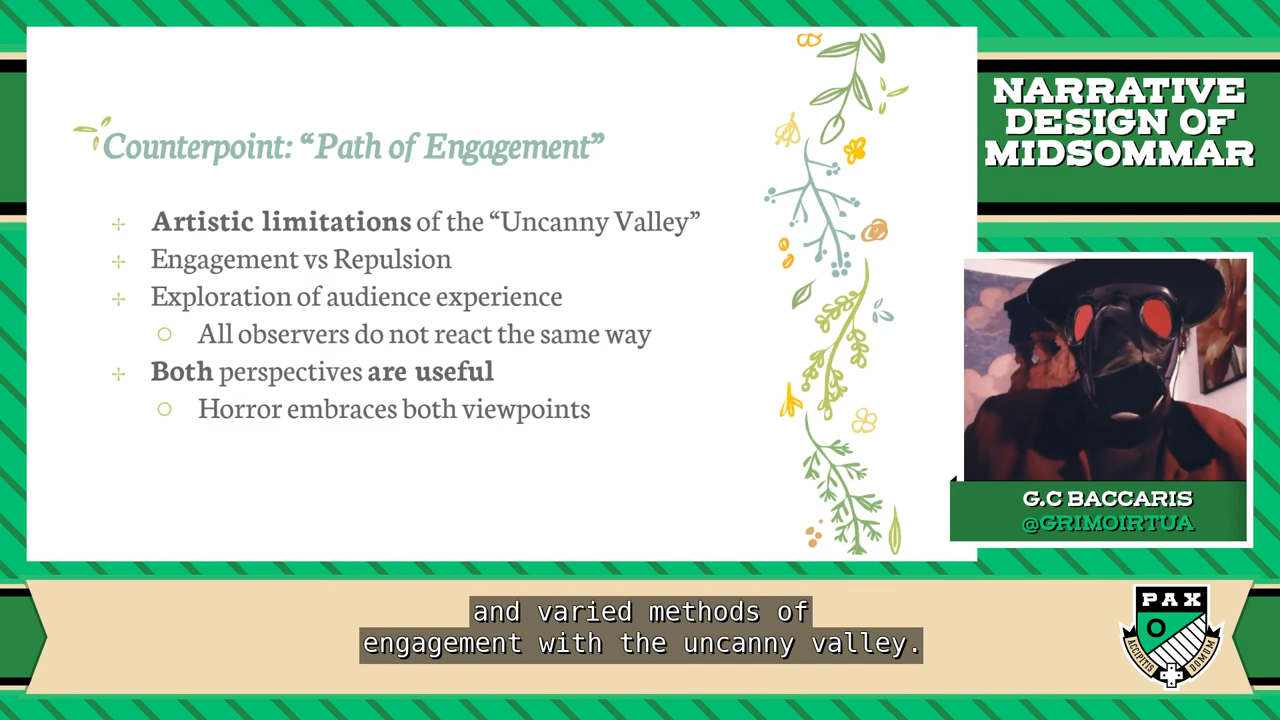 NARRATIVE
DESIGN OF
MIDSOMMAR
Counterpoint: “Path of Engagement”
Artistic limitations of the “Uncanny Valley”
Engagement vs Repulsion
Exploration of audience experience
All observers do not react the same way
Both perspectives are useful
Horror embraces both viewpoints
G.C BACCARIS
@GRIMOIRTUA
and varied methods of
engagement with the uncanny valley.
PAX
O
ACCIPITIS DOMUM